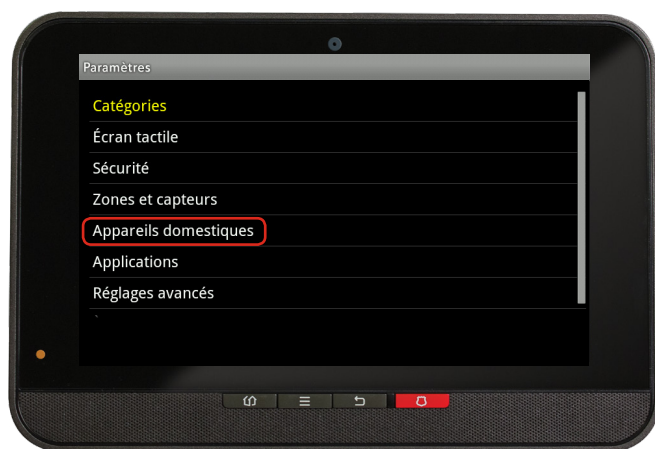 Paramètres
Catégories
Écran tactile
Sécurité
Zones et capteurs
Appareils domestiques
Applications
Réglages avancés